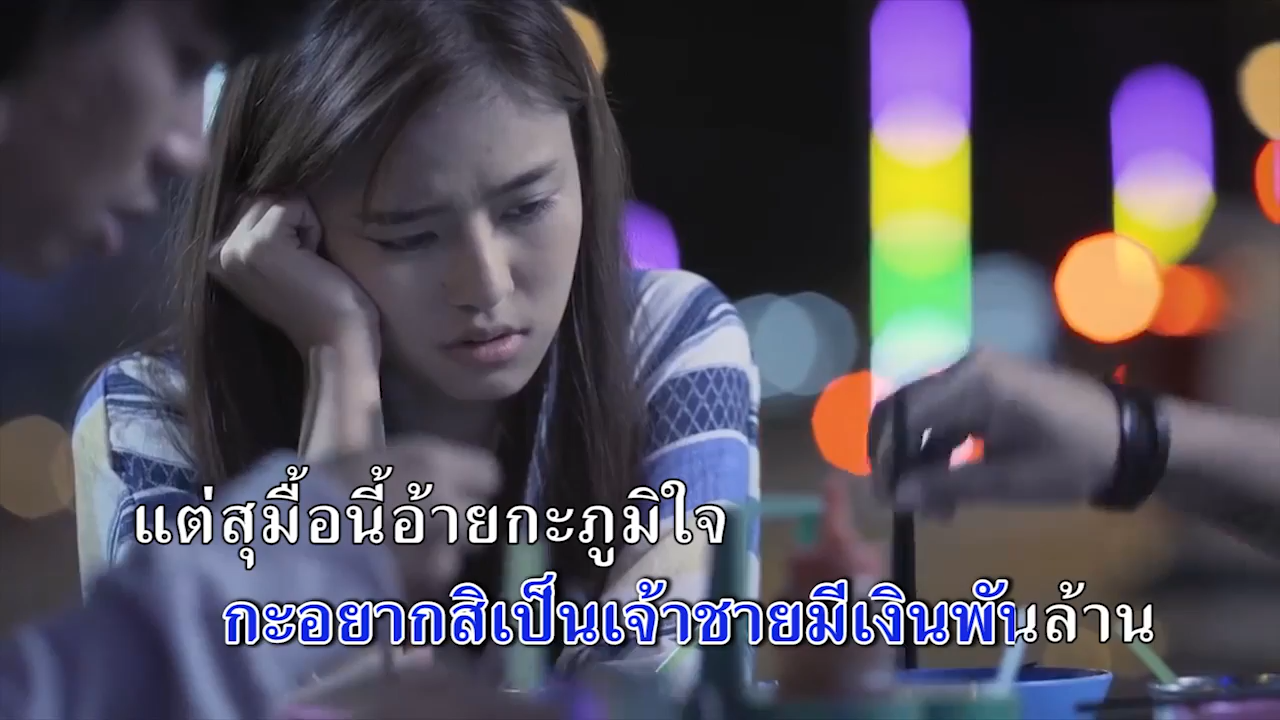 แต่สุมื้อนี้อ้ายกะภูมิใจ
กะอยากสิเป็นเจ้าชายมีเงินพันล้าน